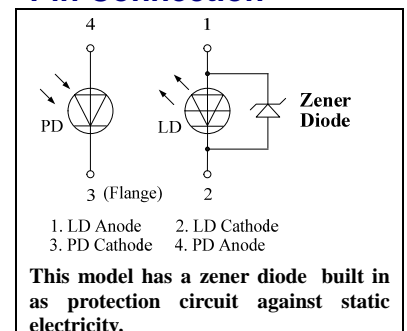 Pin Connection
4 1
PD LD Zener
Diode
3 (Flange) 2
1. LD Anode 2. LD Cathode
3. PD Cathode 4. PD Anode
This model has a zener diode built in
as protection circuit against static
electricity.